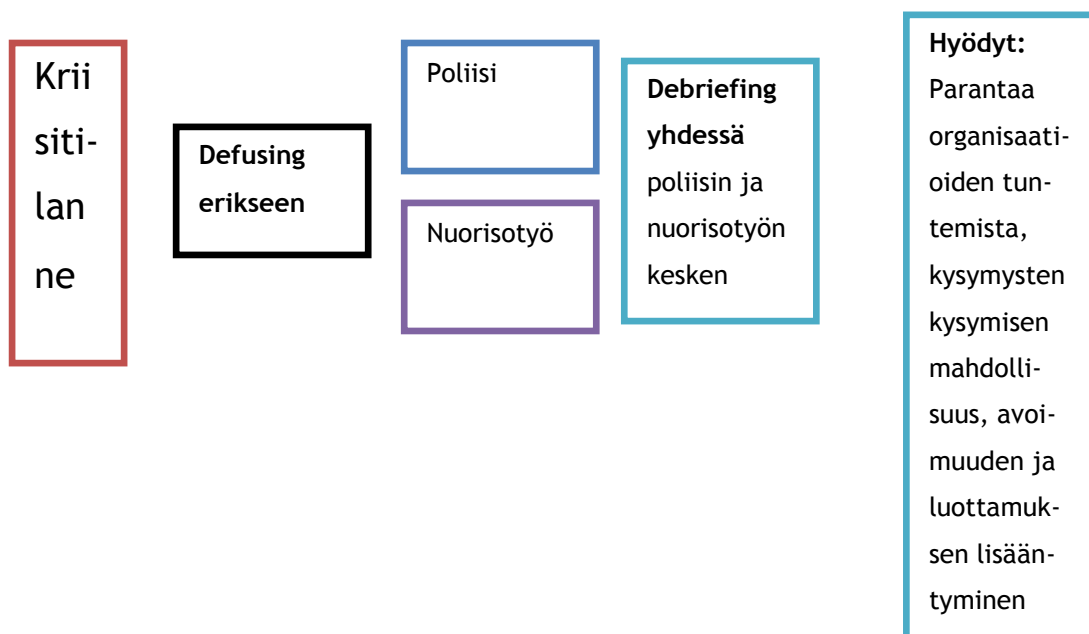 Krii
siti-
lan
ne
Defusing
erikseen
Poliisi
Nuorisotyö
Debriefing
yhdessä
poliisin ja
nuorisotyön
kesken
Hyödyt:
Parantaa
organisaati-
oiden tun-
temista,
kysymysten
kysymisen
mahdolli-
suus, avoi-
muuden ja
luottamuk-
sen lisään-
tyminen